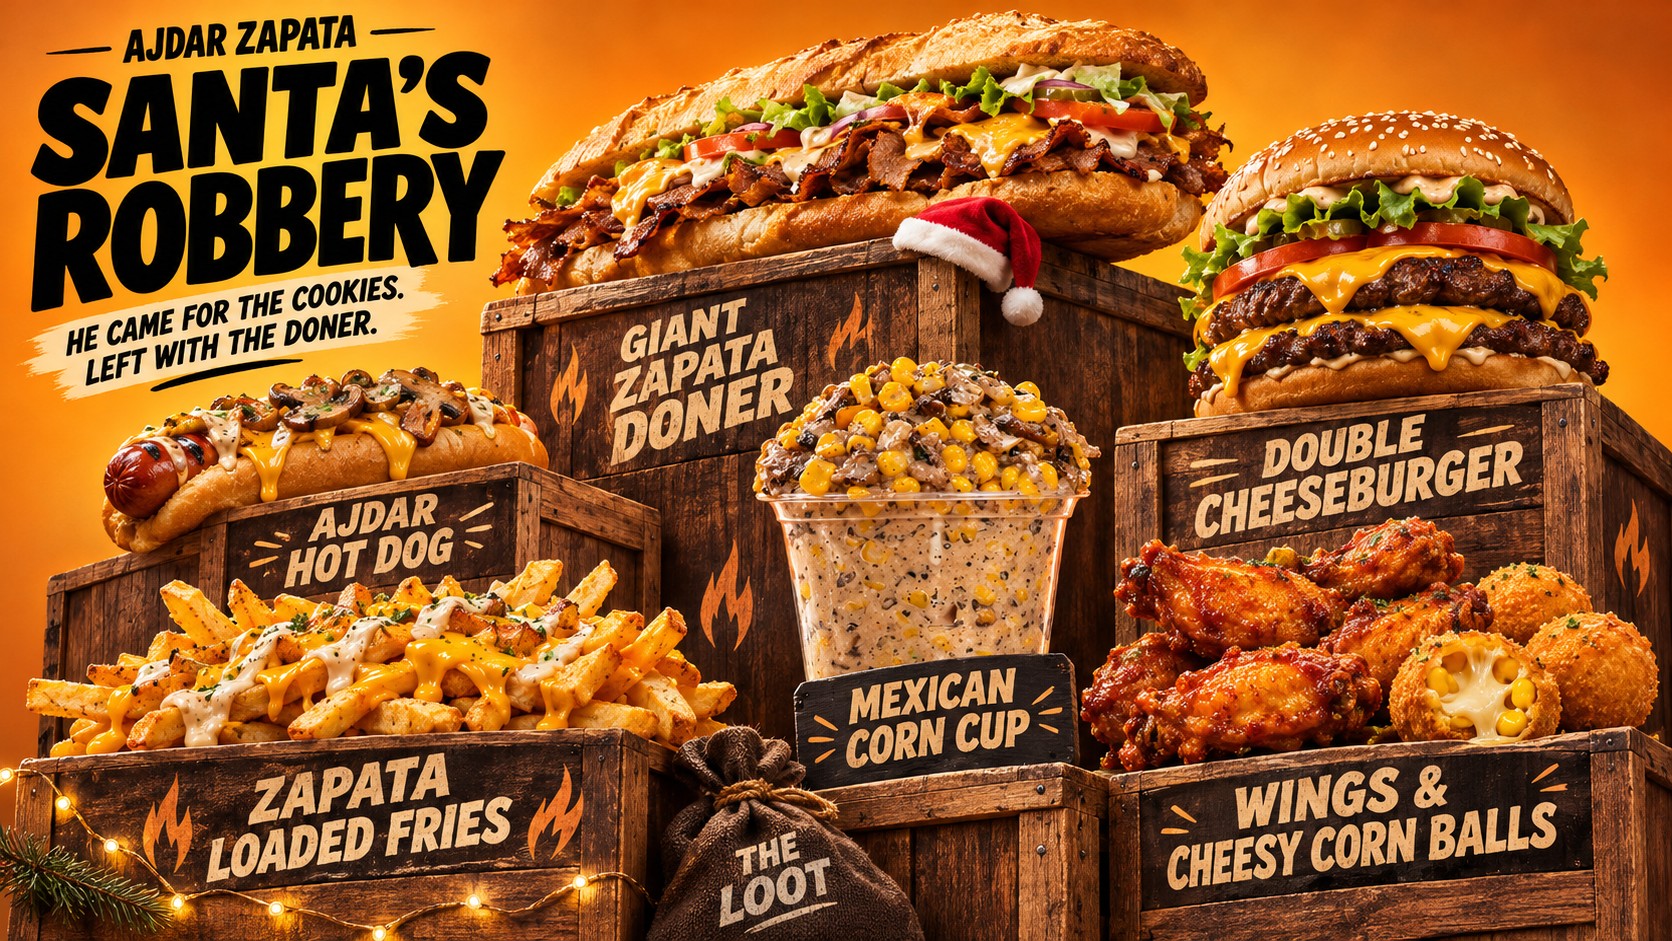 AJDAR ZAPATA
SANTA'S
ROBBERY
HE CAME FOR THE COOKIES.
LEFT WITH THE DONER.
GIANT
ZAPATA
DONER
DOUBLE
CHEESEBURGER
AJDAR
HOT DOG
MEXICAN
CORN CUP
ZAPATA
LOADED FRIES
WINGS &
CHEESY CORN BALLS
THE
LOOT